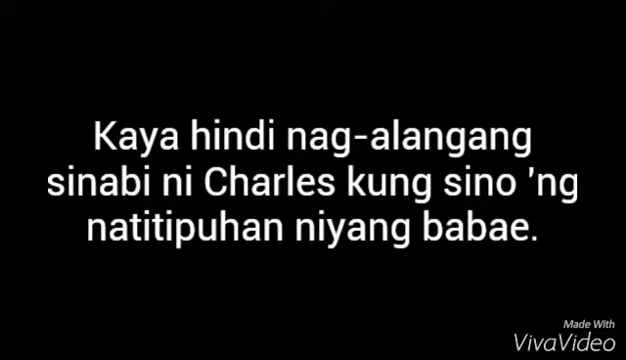 Kaya hindi nag-alangang
sinabi ni Charles kung sino 'ng
natitipuhan niyang babae.
Made With
VivaVideo